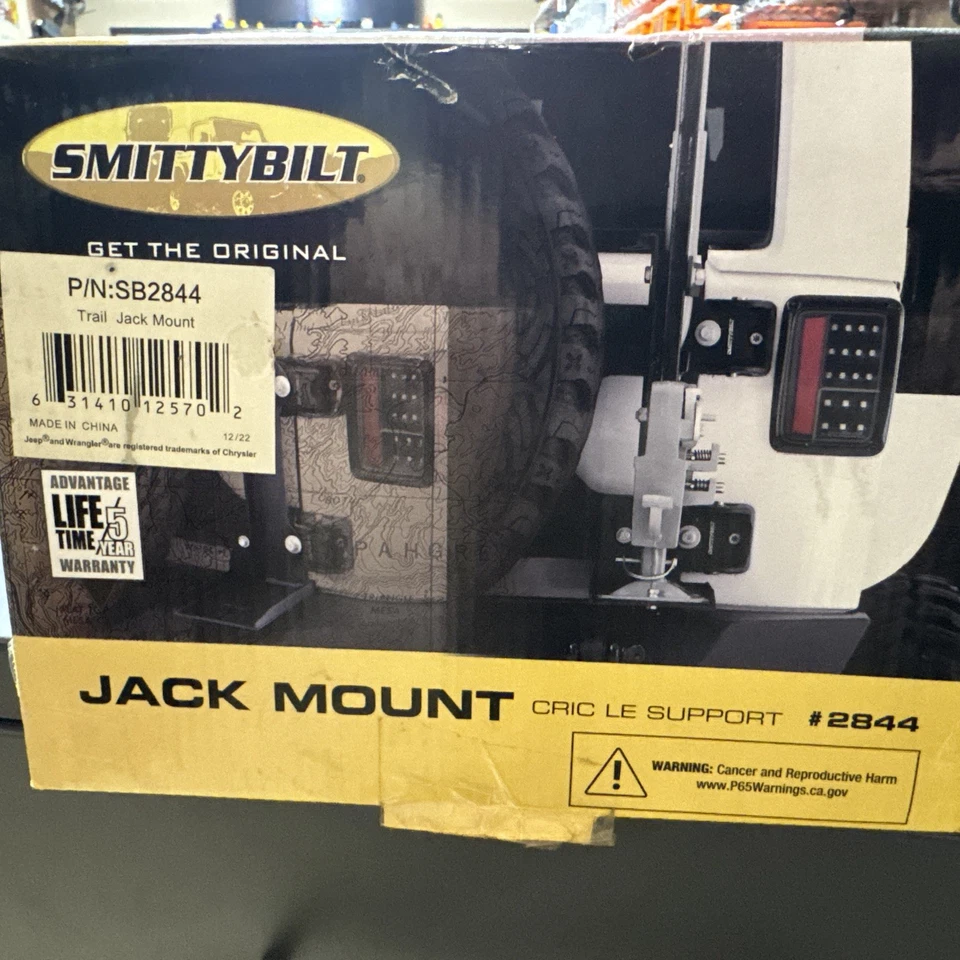 SMITTYBILT®
GET THE ORIGINAL
P/N:SB2844
Trail Jack Mount
6 31410 12570 2
MADE IN CHINA
12/22
Jeep® and Wrangler® are registered trademarks of Chrysler
ADVANTAGE
LIFE
TIME/5
YEAR
WARRANTY
PAHGRE
MESA
JACK MOUNT CRIC LE SUPPORT #2844
WARNING: Cancer and Reproductive Harm
www.P65Warnings.ca.gov